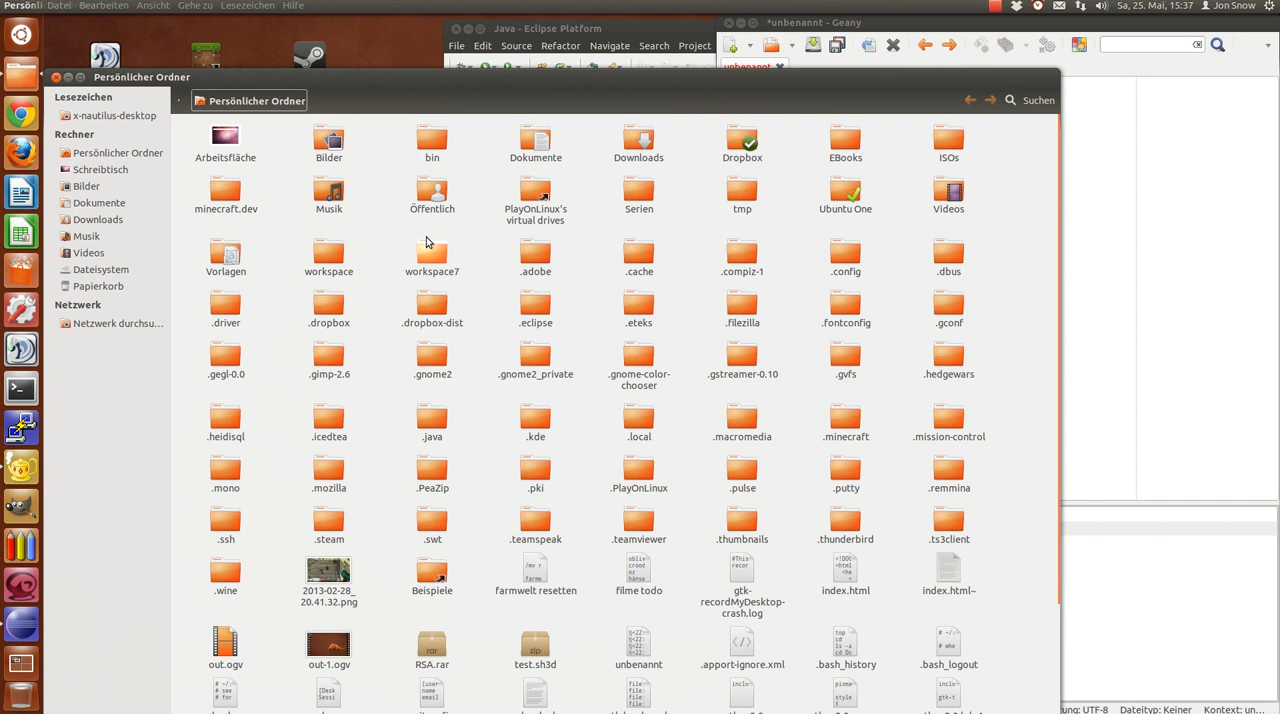 Persönli Datei Bearbeiten Ansicht Gehe zu Lesezeichen Hilfe
Sa, 25. Mai, 15:37 Jon Snow
Java - Eclipse Platform
*unbenannt - Geany
File Edit Source Refactor Navigate Search Project
unbenannt
Persönlicher Ordner
Lesezeichen
x-nautilus-desktop
Rechner
Persönlicher Ordner
Schreibtisch
Bilder
Dokumente
Downloads
Musik
Videos
Dateisystem
Papierkorb
Netzwerk
Netzwerk durchsu...
Persönlicher Ordner
Suchen
Arbeitsfläche Bilder bin Dokumente Downloads Dropbox EBooks ISOs
minecraft.dev Musik Öffentlich PlayOnLinux's Serien tmp Ubuntu One Videos
virtual drives
Vorlagen workspace workspace7 .adobe .cache .compiz-1 .config .dbus
.driver .dropbox .dropbox-dist .eclipse .eteks .filezilla .fontconfig .gconf
.gegl-0.0 .gimp-2.6 .gnome2 .gnome2_private .gnome-color- .gstreamer-0.10 .gvfs .hedgewars
chooser
.heidisql .icedtea .java .kde .local .macromedia .minecraft .mission-control
.mono .mozilla .PeaZip .pki .PlayOnLinux .pulse .putty .remmina
.ssh .steam .swt .teamspeak .teamviewer .thumbnails .thunderbird .ts3client
.wine 2013-02-28_ Beispiele farmwelt resetten filme todo gtk- index.html index.html~
20.41.32.png recordMyDesktop-
crash.log
out.ogv out-1.ogv RSA.rar test.sh3d unbenannt .apport-ignore.xml .bash_history .bash_logout
ung: UTF-8 Dateityp: Keiner Kontext: un...